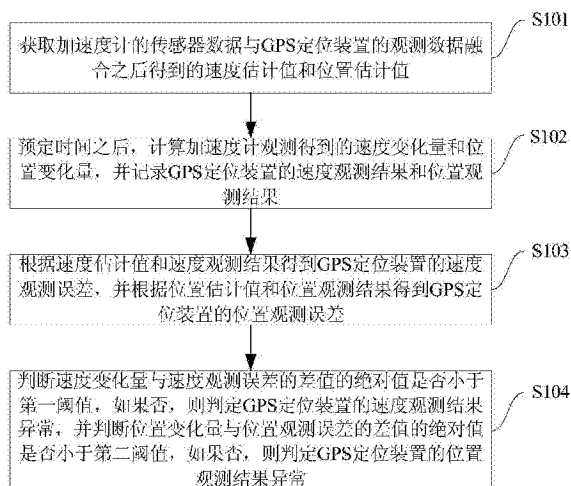 S101
获取加速度计的传感器数据与GPS定位装置的观测数据融
合之后得到的速度估计值和位置估计值
S102
预定时间之后，计算加速度计观测得到的速度变化量和位
置变化量，并记录GPS定位装置的速度观测结果和位置观
测结果
S103
根据速度估计值和速度观测结果得到GPS定位装置的速度
观测误差，并根据位置估计值和位置观测结果得到GPS定
位装置的位置观测误差
S104
判断速度变化量与速度观测误差的差值的绝对值是否小于
第一阈值，如果否，则判定GPS定位装置的速度观测结果
异常，并判断位置变化量与位置观测误差的差值的绝对值
是否小于第二阈值，如果否，则判定GPS定位装置的位置
观测结果异常